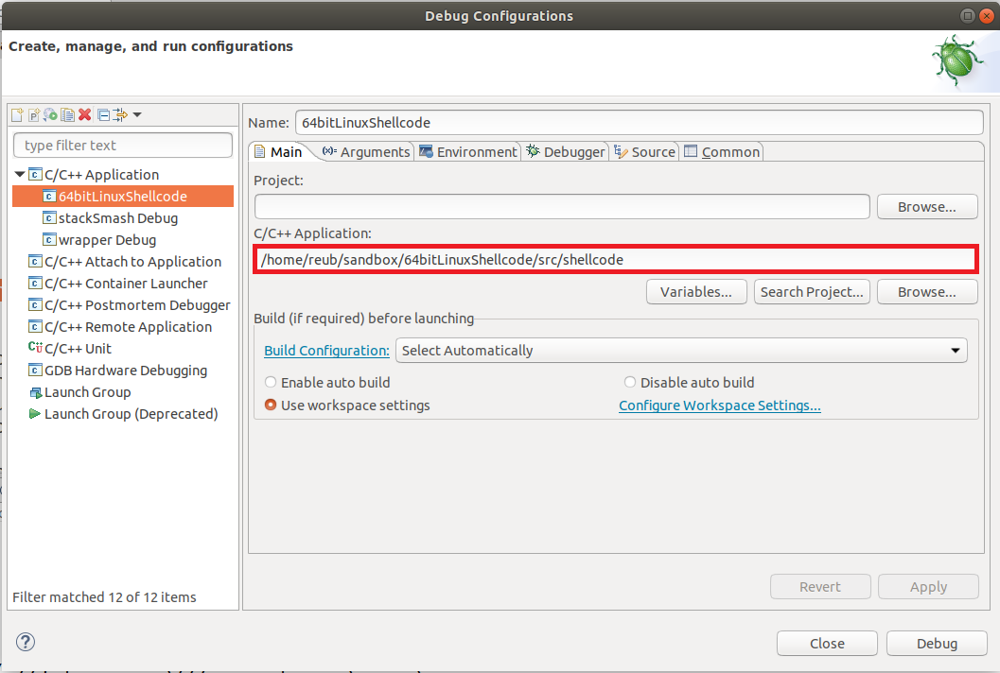 Debug Configurations
Create, manage, and run configurations
type filter text
C/C++ Application
64bitLinuxShellcode
stackSmash Debug
wrapper Debug
C/C++ Attach to Application
C/C++ Container Launcher
C/C++ Postmortem Debugger
C/C++ Remote Application
C/C++ Unit
GDB Hardware Debugging
Launch Group
Launch Group (Deprecated)
Filter matched 12 of 12 items
Name: 64bitLinuxShellcode
Main Arguments Environment Debugger Source Common
Project:
Browse...
C/C++ Application:
/home/reub/sandbox/64bitLinuxShellcode/src/shellcode
Variables... Search Project... Browse...
Build (if required) before launching
Build Configuration: Select Automatically
Enable auto build Disable auto build
Use workspace settings Configure Workspace Settings...
Revert Apply
? Close Debug